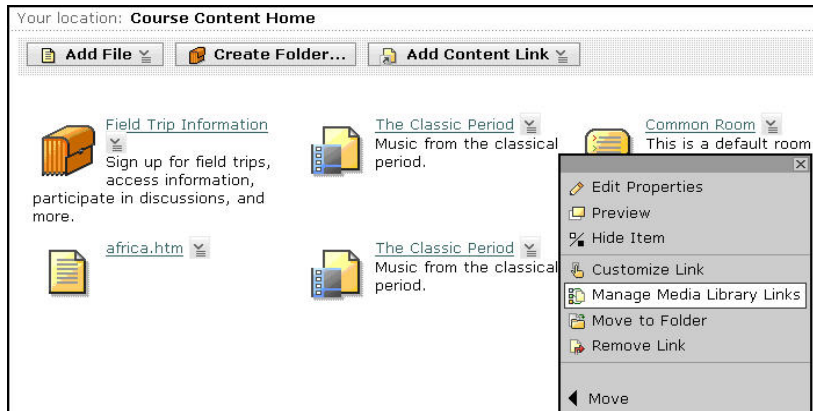 Your location: Course Content Home
Add File
Create Folder...
Add Content Link
Field Trip Information
Sign up for field trips,
access information,
participate in discussions, and
more.
The Classic Period
Music from the classical
period.
Common Room
This is a default room
africa.htm
The Classic Period
Music from the classical
period.
Edit Properties
Preview
Hide Item
Customize Link
Manage Media Library Links
Move to Folder
Remove Link
Move